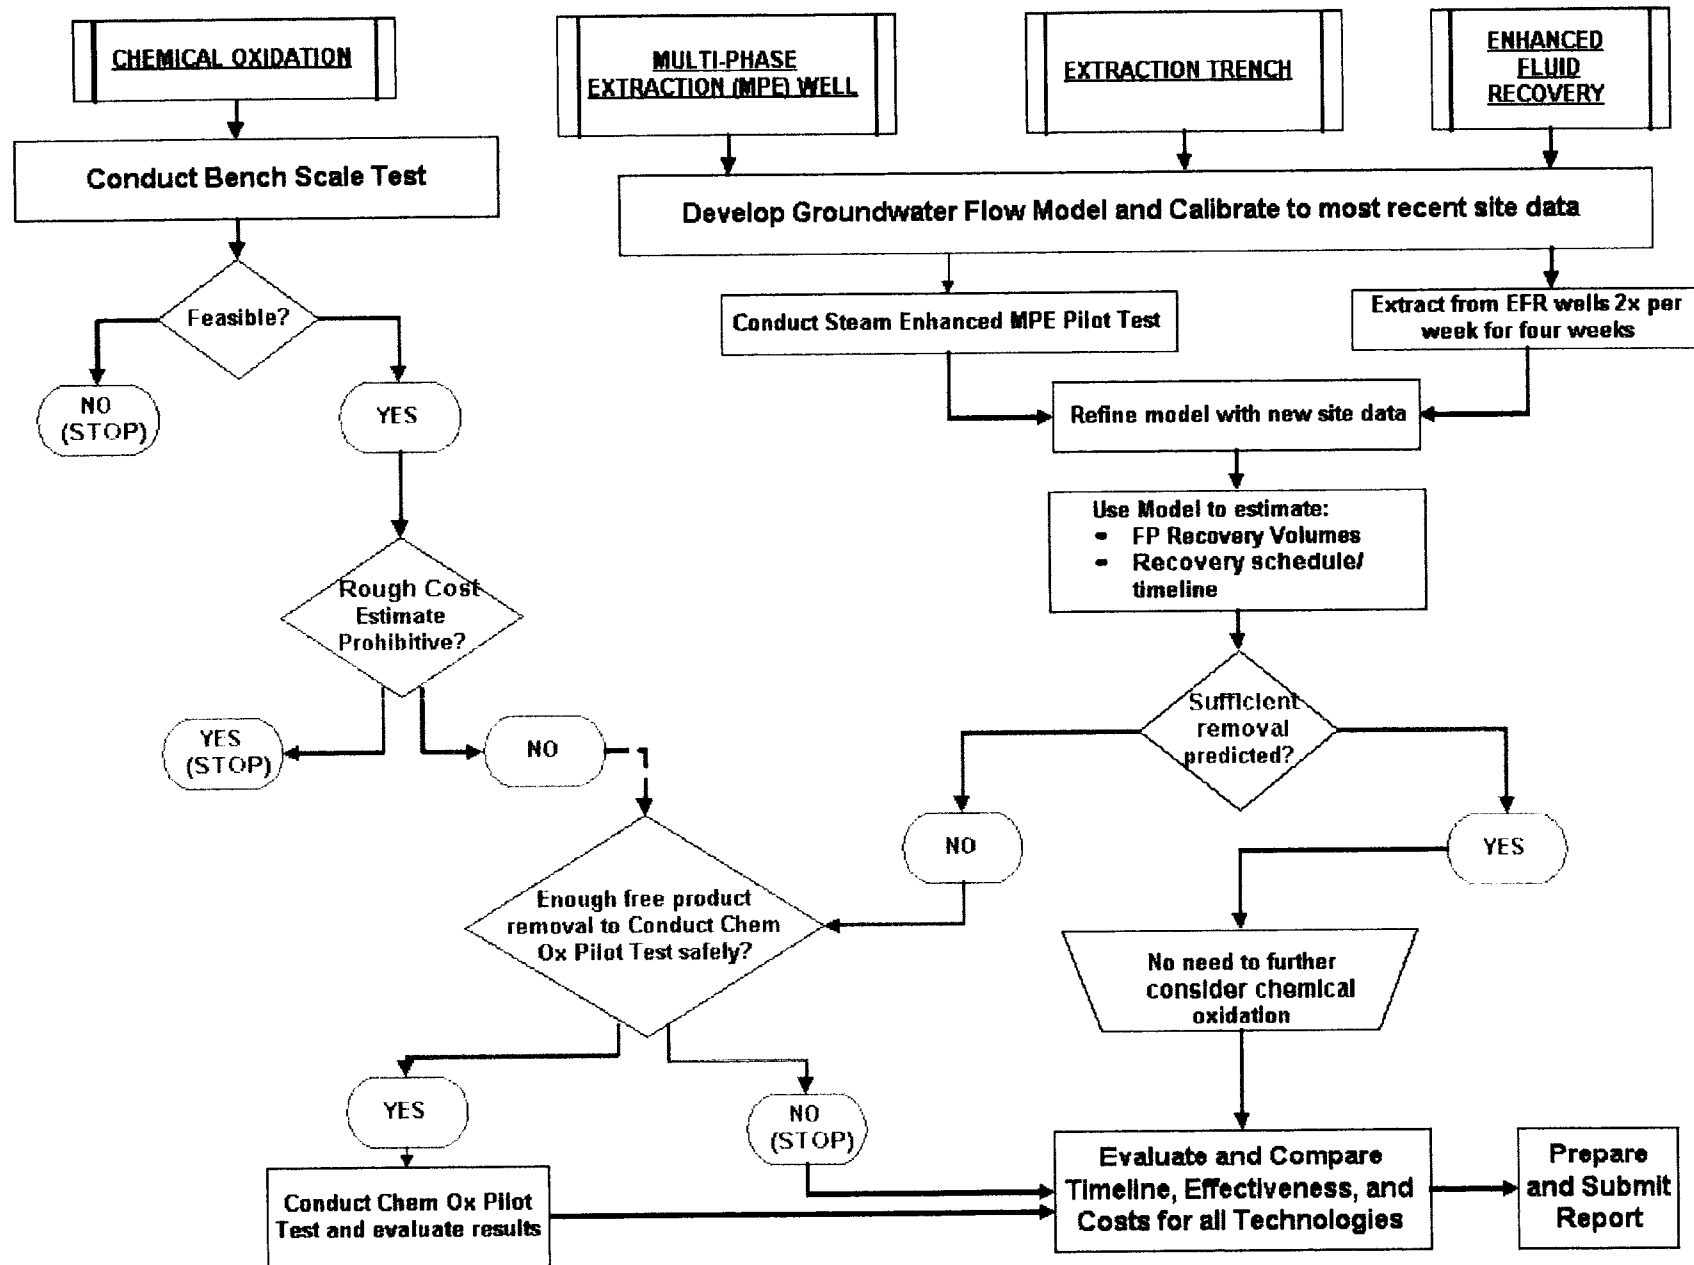 CHEMICAL OXIDATION
MULTI-PHASE
EXTRACTION (MPE) WELL
EXTRACTION TRENCH
ENHANCED
FLUID
RECOVERY
Conduct Bench Scale Test
Develop Groundwater Flow Model and Calibrate to most recent site data
Feasible?
Conduct Steam Enhanced MPE Pilot Test
Extract from EFR wells 2x per
week for four weeks
NO
(STOP)
YES
Refine model with new site data
Use Model to estimate:
• FP Recovery Volumes
• Recovery schedule/
timeline
Rough Cost
Estimate
Prohibitive?
Sufficient
removal
predicted?
YES
(STOP)
NO
NO
YES
Enough free product
removal to Conduct Chem
Ox Pilot Test safely?
No need to further
consider chemical
oxidation
YES
NO
(STOP)
Conduct Chem Ox Pilot
Test and evaluate results
Evaluate and Compare
Timeline, Effectiveness, and
Costs for all Technologies
Prepare
and Submit
Report